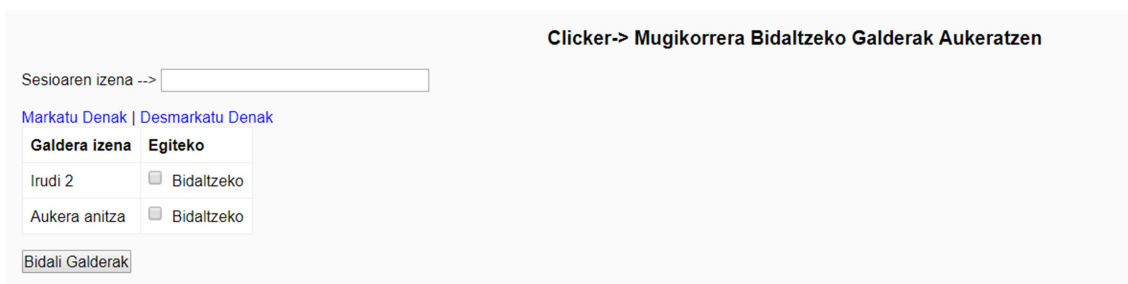 Clicker-> Mugikorrera Bidaltzeko Galderak Aukeratzen
Sesioaren izena -->
Markatu Denak | Desmarkatu Denak
Galdera izena Egiteko
Irudi 2 Bidaltzeko
Aukera anitza Bidaltzeko
Bidali Galderak